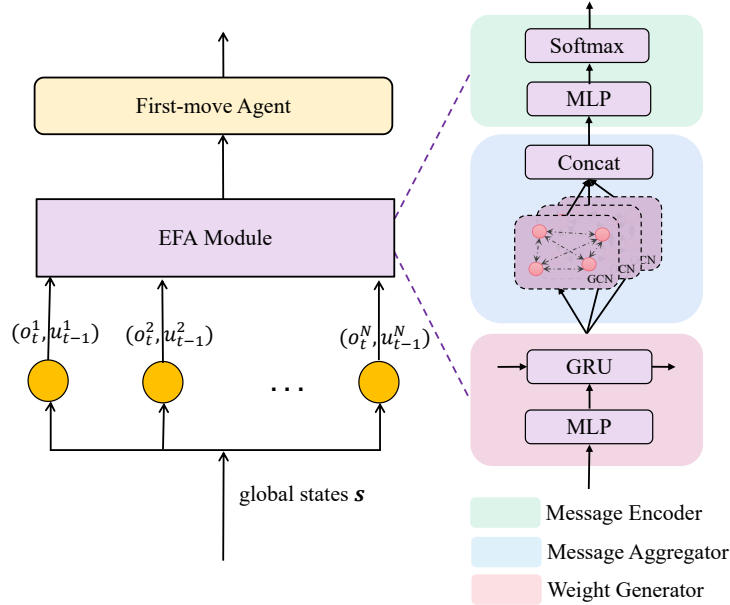 First-move Agent
EFA Module
(o_t^1, u_{t-1}^1)
(o_t^2, u_{t-1}^2)
(o_t^N, u_{t-1}^N)
...
global states s
Softmax
MLP
Concat
GCN
CN
CN
GRU
MLP
Message Encoder
Message Aggregator
Weight Generator